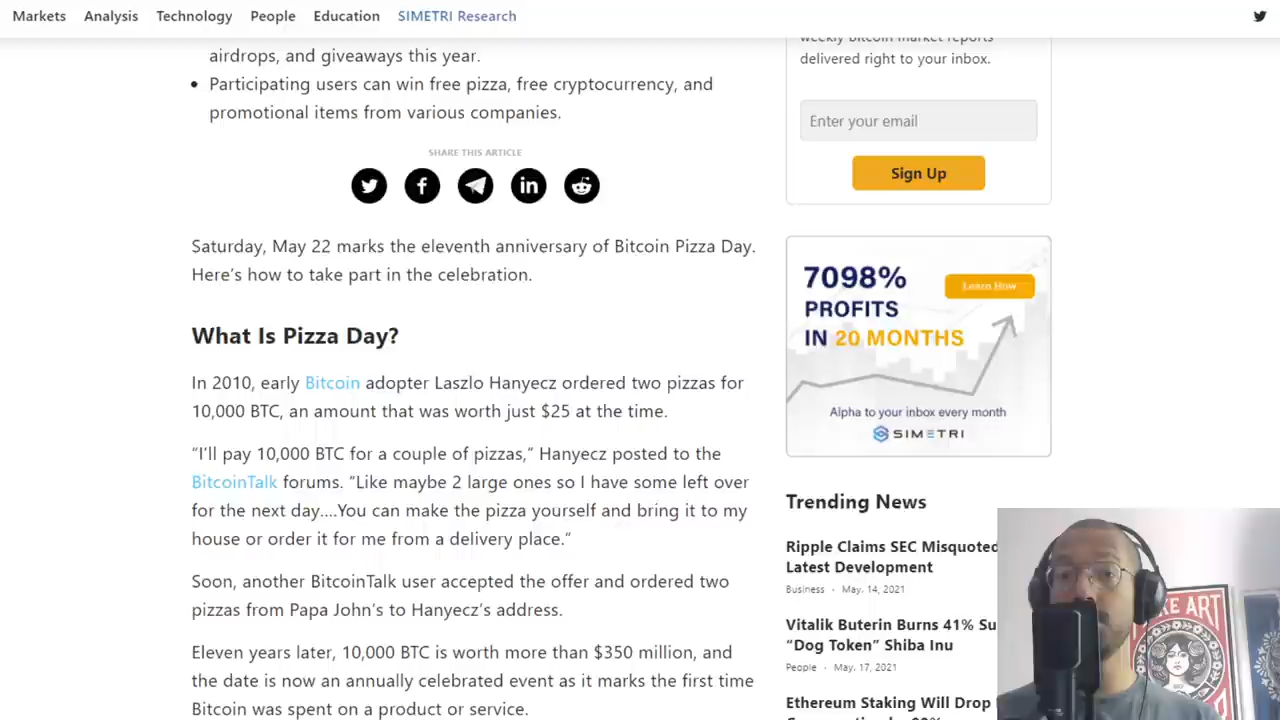 Markets Analysis Technology People Education SIMETRI Research
airdrops, and giveaways this year.
• Participating users can win free pizza, free cryptocurrency, and
promotional items from various companies.
SHARE THIS ARTICLE
Saturday, May 22 marks the eleventh anniversary of Bitcoin Pizza Day.
Here's how to take part in the celebration.
What Is Pizza Day?
In 2010, early Bitcoin adopter Laszlo Hanyecz ordered two pizzas for
10,000 BTC, an amount that was worth just $25 at the time.
“I'll pay 10,000 BTC for a couple of pizzas,” Hanyecz posted to the
BitcoinTalk forums. “Like maybe 2 large ones so I have some left over
for the next day....You can make the pizza yourself and bring it to my
house or order it for me from a delivery place.”
Soon, another BitcoinTalk user accepted the offer and ordered two
pizzas from Papa John's to Hanyecz's address.
Eleven years later, 10,000 BTC is worth more than $350 million, and
the date is now an annually celebrated event as it marks the first time
Bitcoin was spent on a product or service.
weekly bitcoin market reports
delivered right to your inbox.
Enter your email
Sign Up
7098%
Learn How
PROFITS
IN 20 MONTHS
Alpha to your inbox every month
SIMETRI
Trending News
Ripple Claims SEC Misquoted
Latest Development
Business · May. 14, 2021
Vitalik Buterin Burns 41% Su
“Dog Token” Shiba Inu
People · May. 17, 2021
Ethereum Staking Will Drop
ART